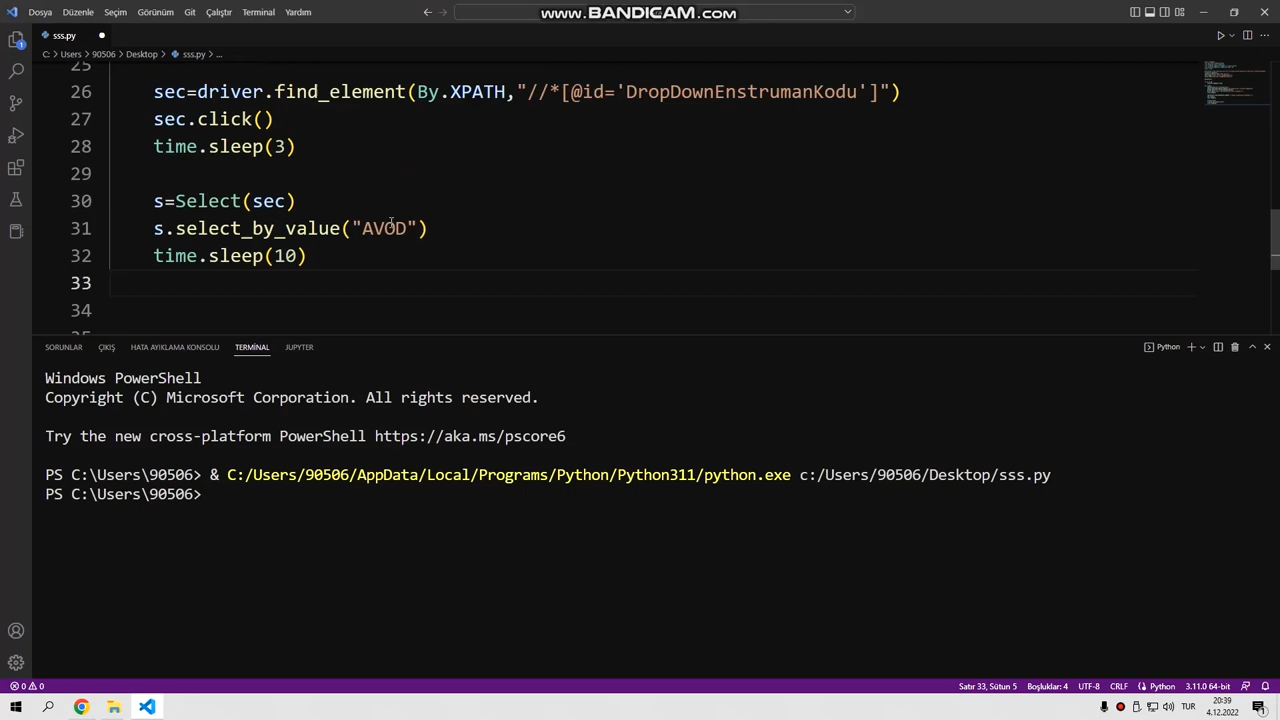 Dosya Düzenle Seçim Görünüm Git Çalıştır Terminal Yardım
www.BANDICAM.com
sss.py
C: > Users > 90506 > Desktop > sss.py > ...
25
26 sec=driver.find_element(By.XPATH,"//*[@id='DropDownEnstrumanKodu']")
27 sec.click()
28 time.sleep(3)
29
30 s=Select(sec)
31 s.select_by_value("AVOD")
32 time.sleep(10)
33
34
SORUNLAR ÇIKIŞ HATA AYIKLAMA KONSOLU TERMİNAL JUPYTER
Python
Windows PowerShell
Copyright (C) Microsoft Corporation. All rights reserved.
Try the new cross-platform PowerShell https://aka.ms/pscore6
PS C:\Users\90506> & C:/Users/90506/AppData/Local/Programs/Python/Python311/python.exe c:/Users/90506/Desktop/sss.py
PS C:\Users\90506>
0 0 Satır 33, Sütun 5 Boşluklar: 4 UTF-8 CRLF Python 3.11.0 64-bit
TUR
20:39
4.12.2022